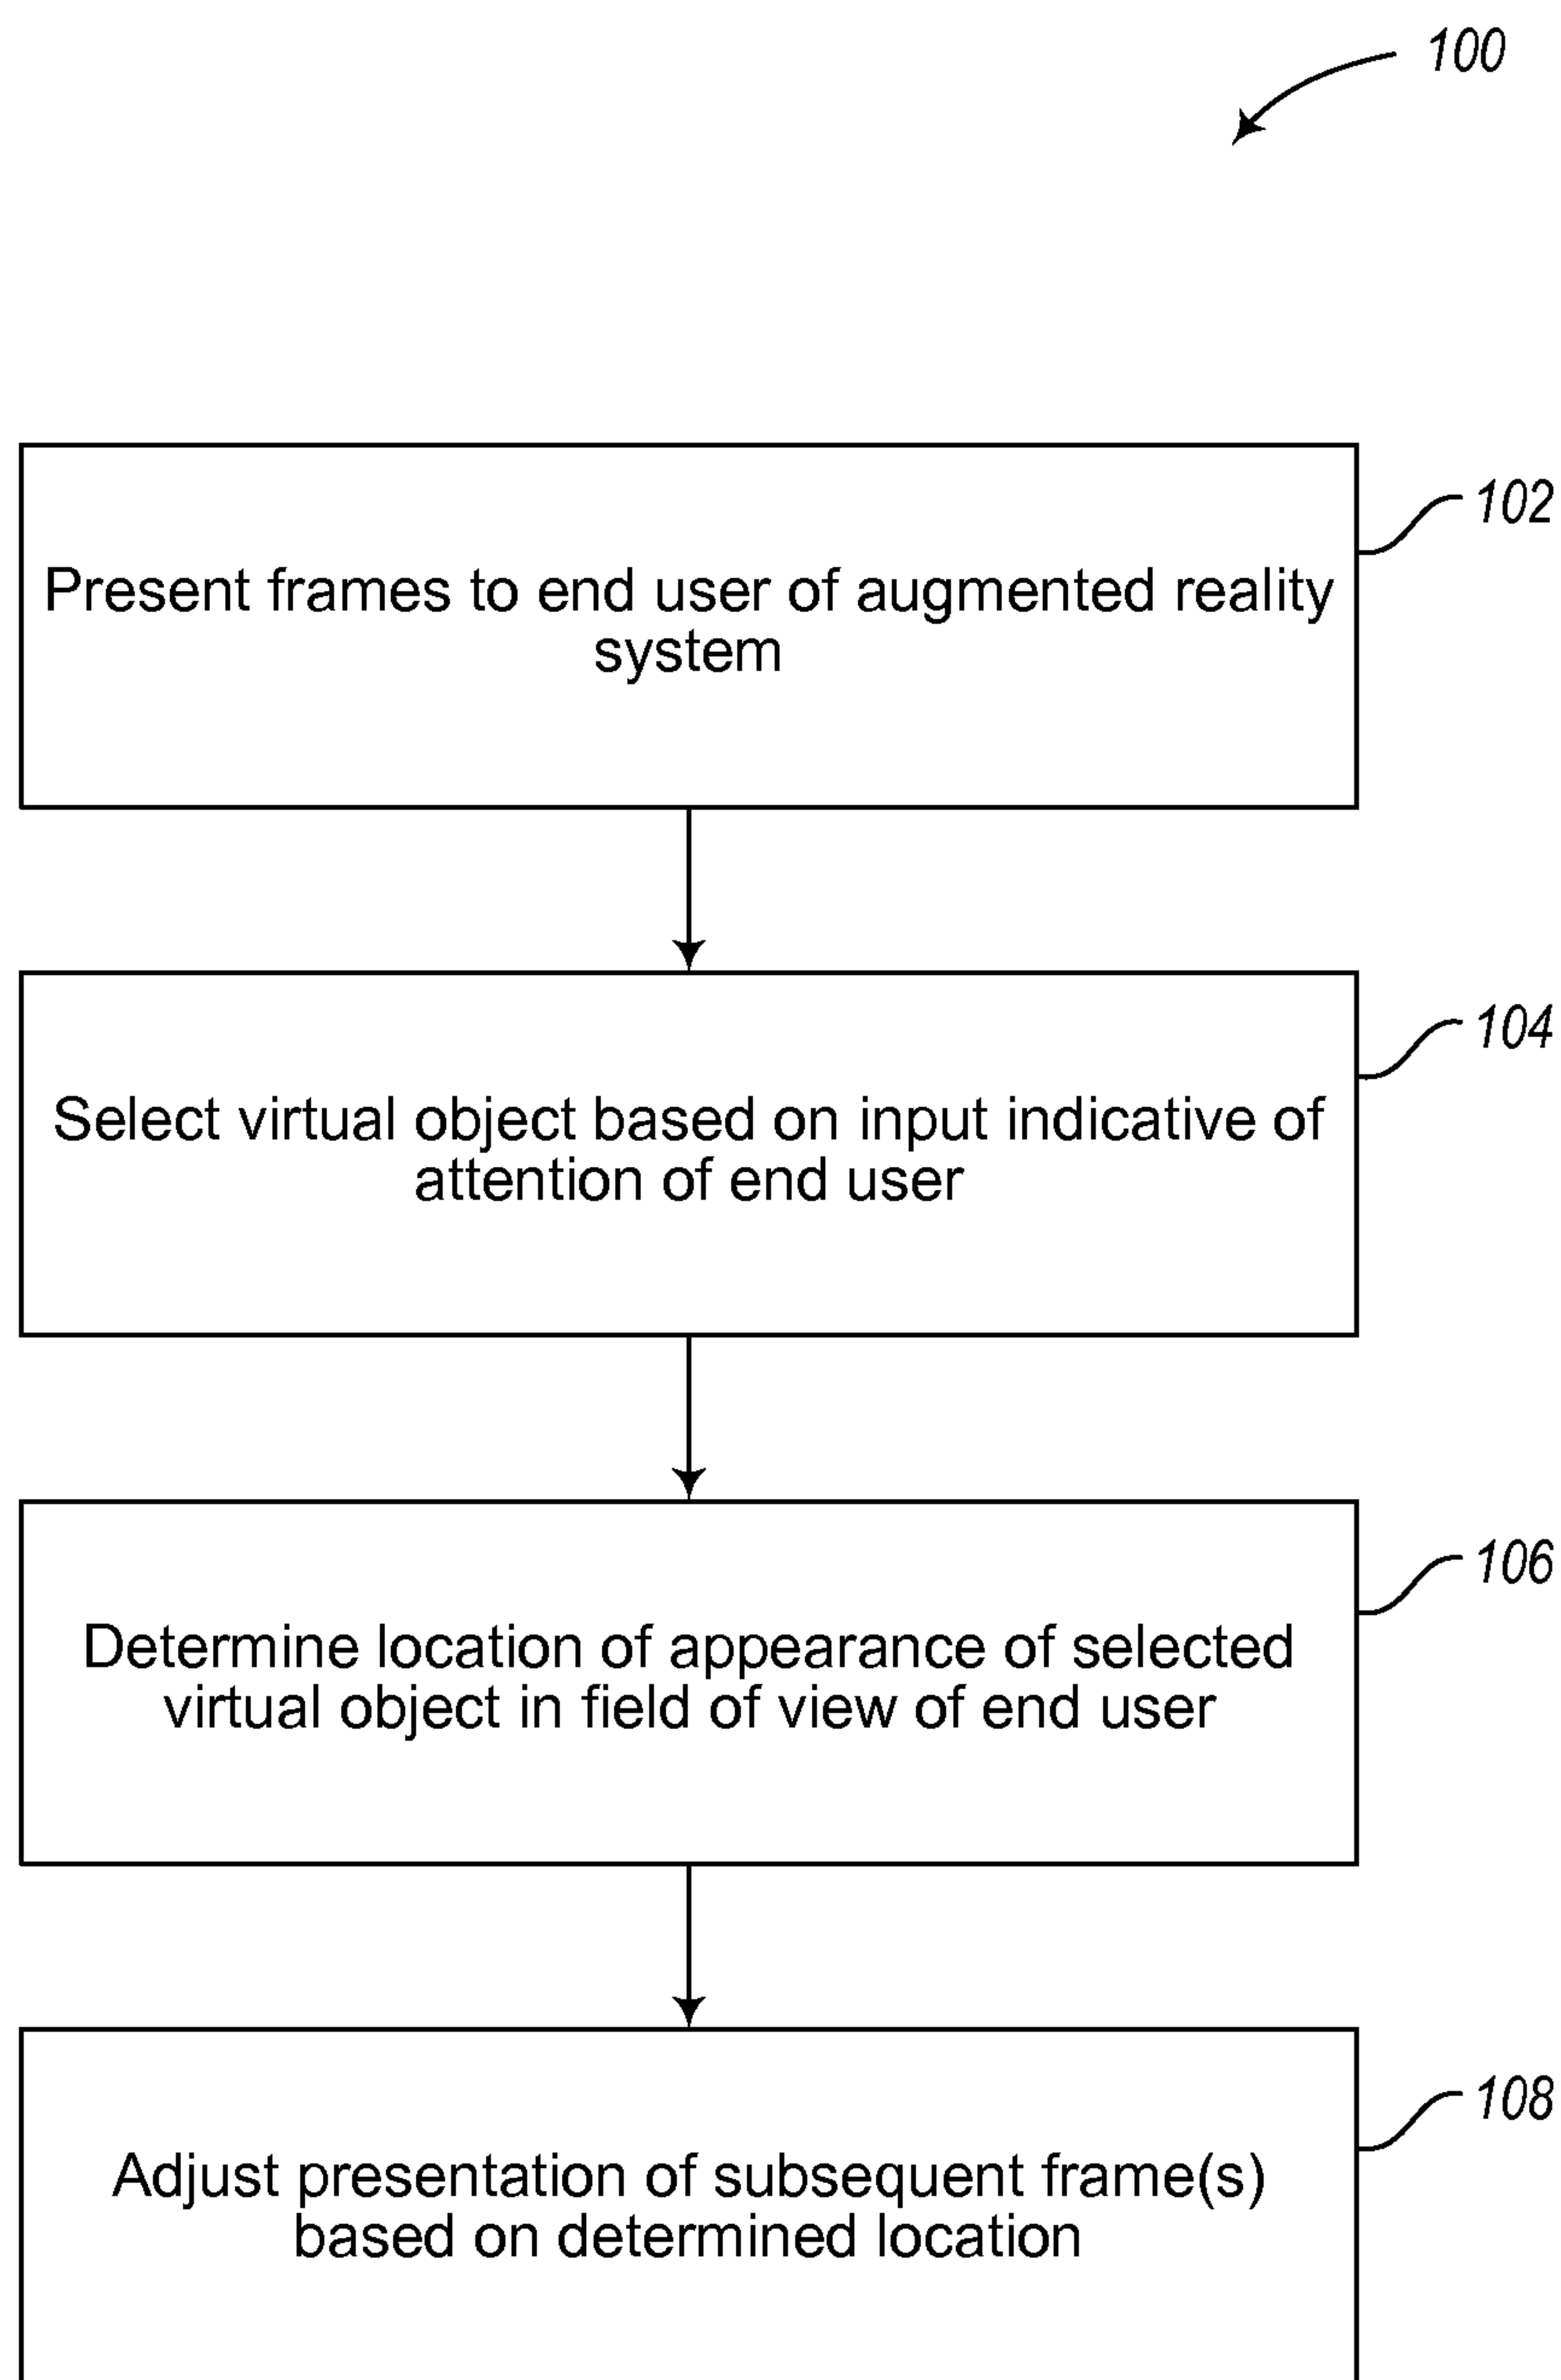 100
102
Present frames to end user of augmented reality
system
104
Select virtual object based on input indicative of
attention of end user
106
Determine location of appearance of selected
virtual object in field of view of end user
108
Adjust presentation of subsequent frame(s)
based on determined location